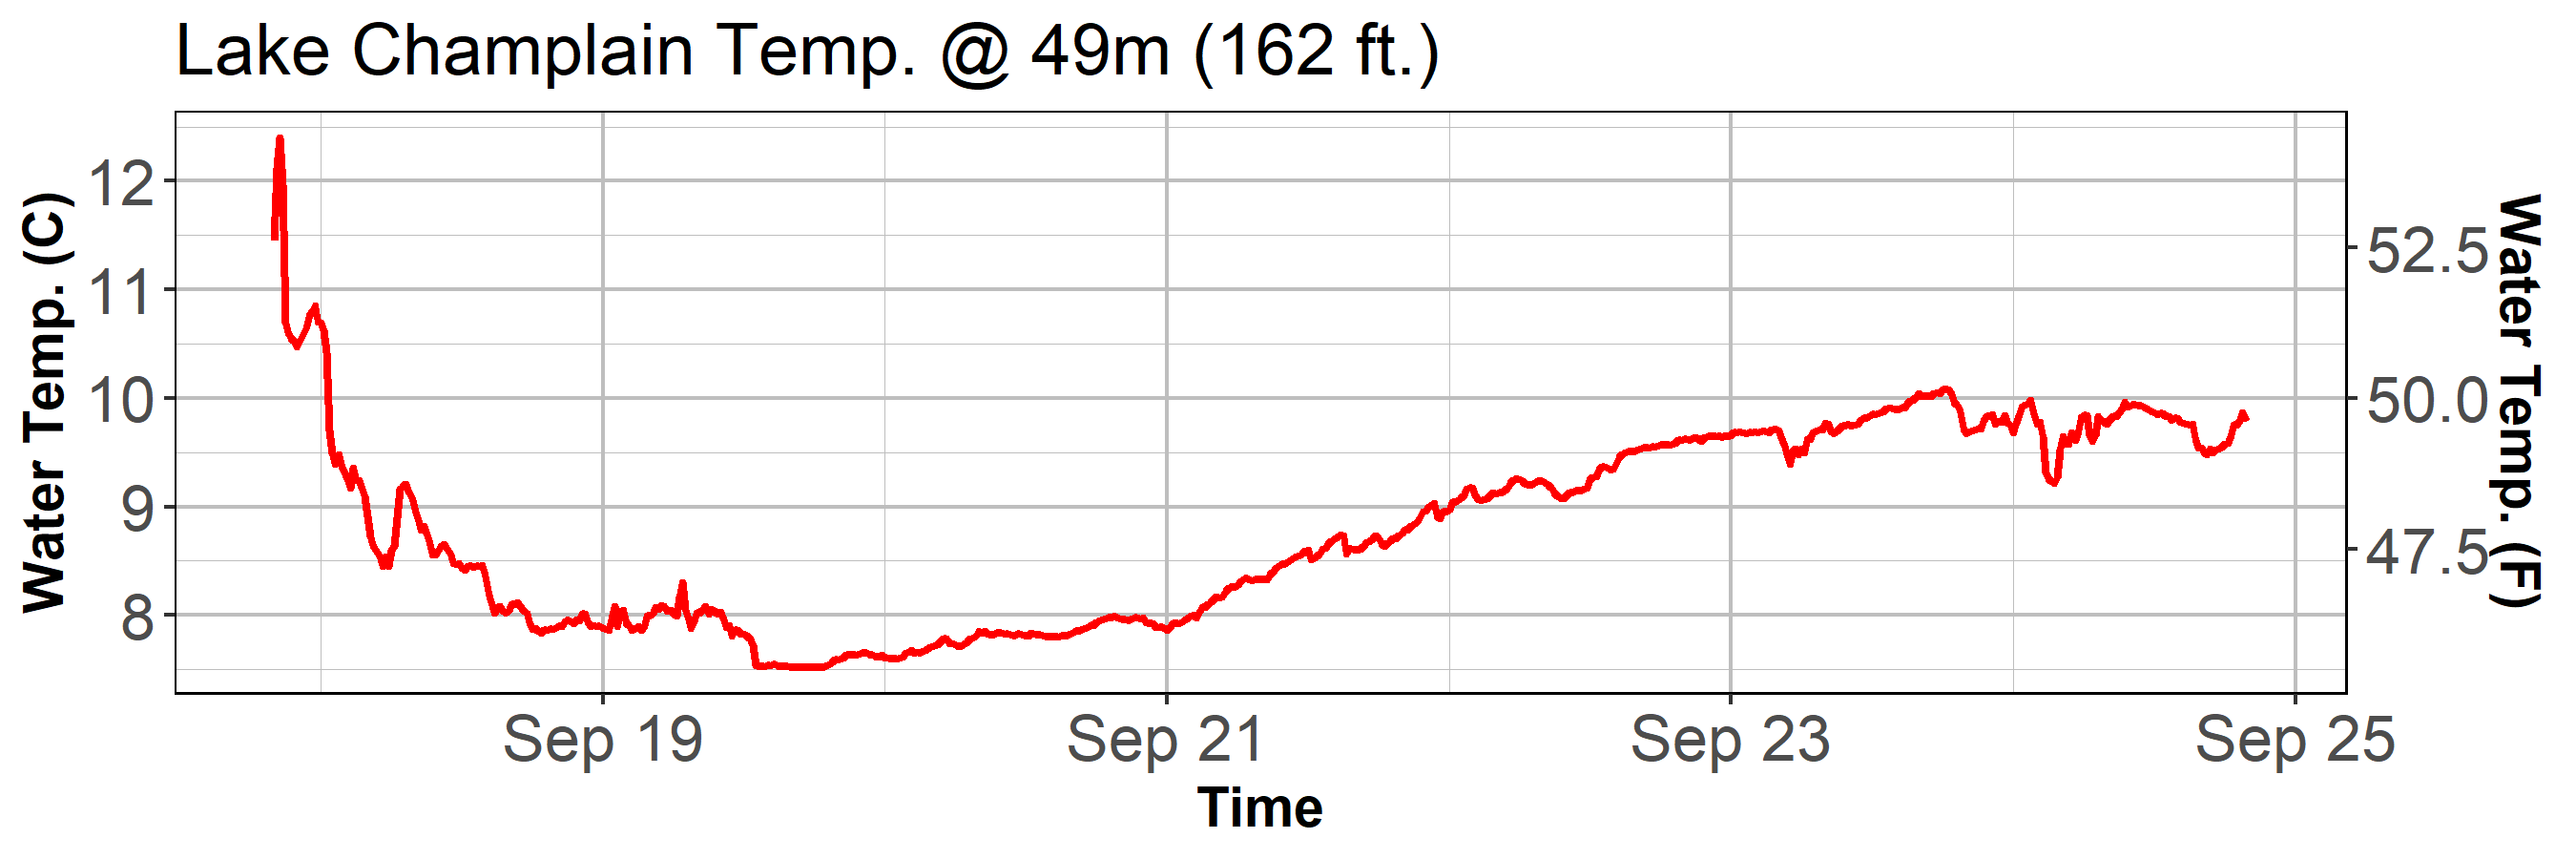 Lake Champlain Temp. @ 49m (162 ft.)
Water Temp. (C)
12
11
10
9
8
52.5
50.0
47.5
Water Temp. (F)
Sep 19
Sep 21
Sep 23
Sep 25
Time